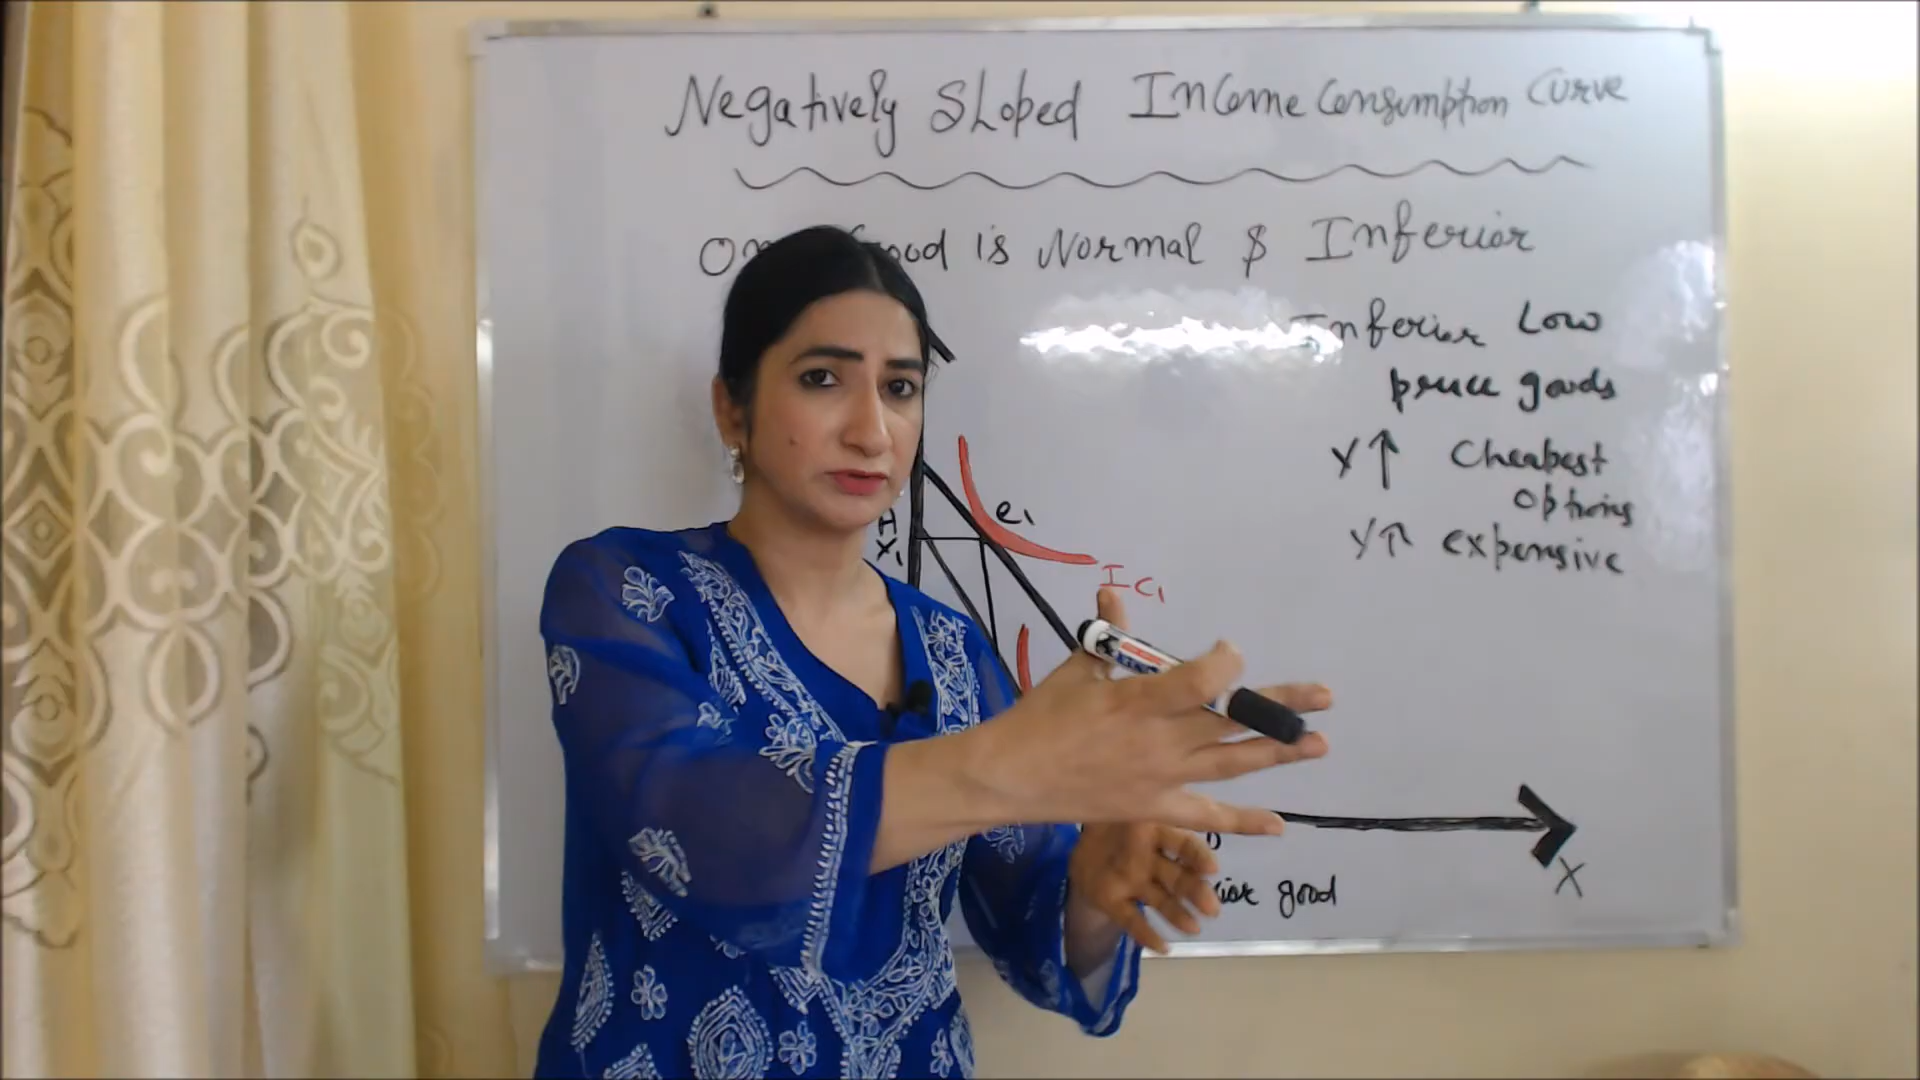 Negatively Sloped Income Consumption Curve
Good is Normal & Inferior
Inferior Low
price goods
Y↑ Cheapest
options
Y↑ expensive
e₁
X₁
IC₁
good
X